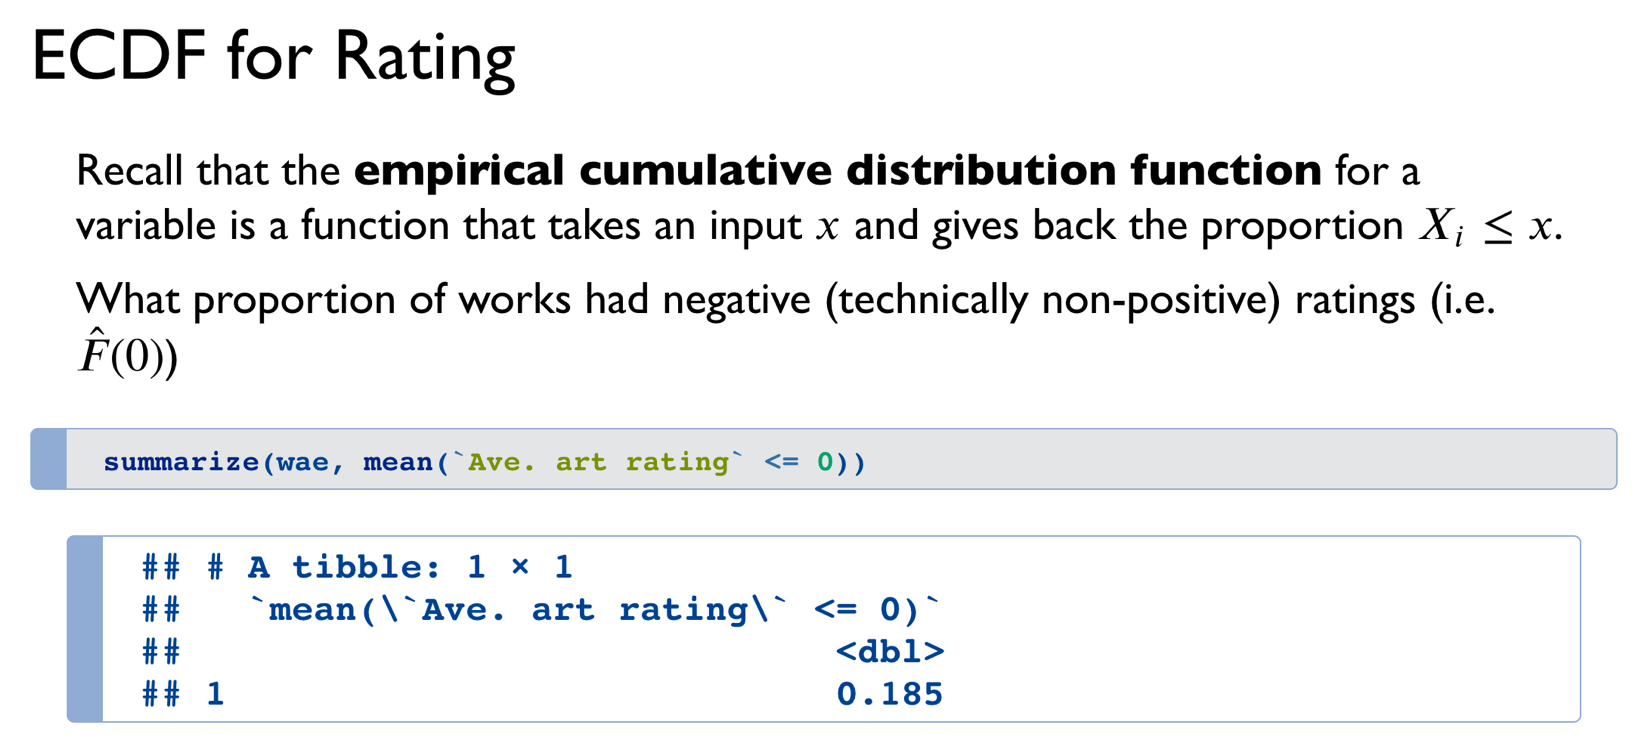 ECDF for Rating
Recall that the empirical cumulative distribution function for a
variable is a function that takes an input x and gives back the proportion Xᵢ ≤ x.
What proportion of works had negative (technically non-positive) ratings (i.e.
F̂(0))
summarize(wae, mean(`Ave. art rating` <= 0))
## # A tibble: 1 × 1
##   `mean(\`Ave. art rating\` <= 0)`
##                              <dbl>
## 1                            0.185